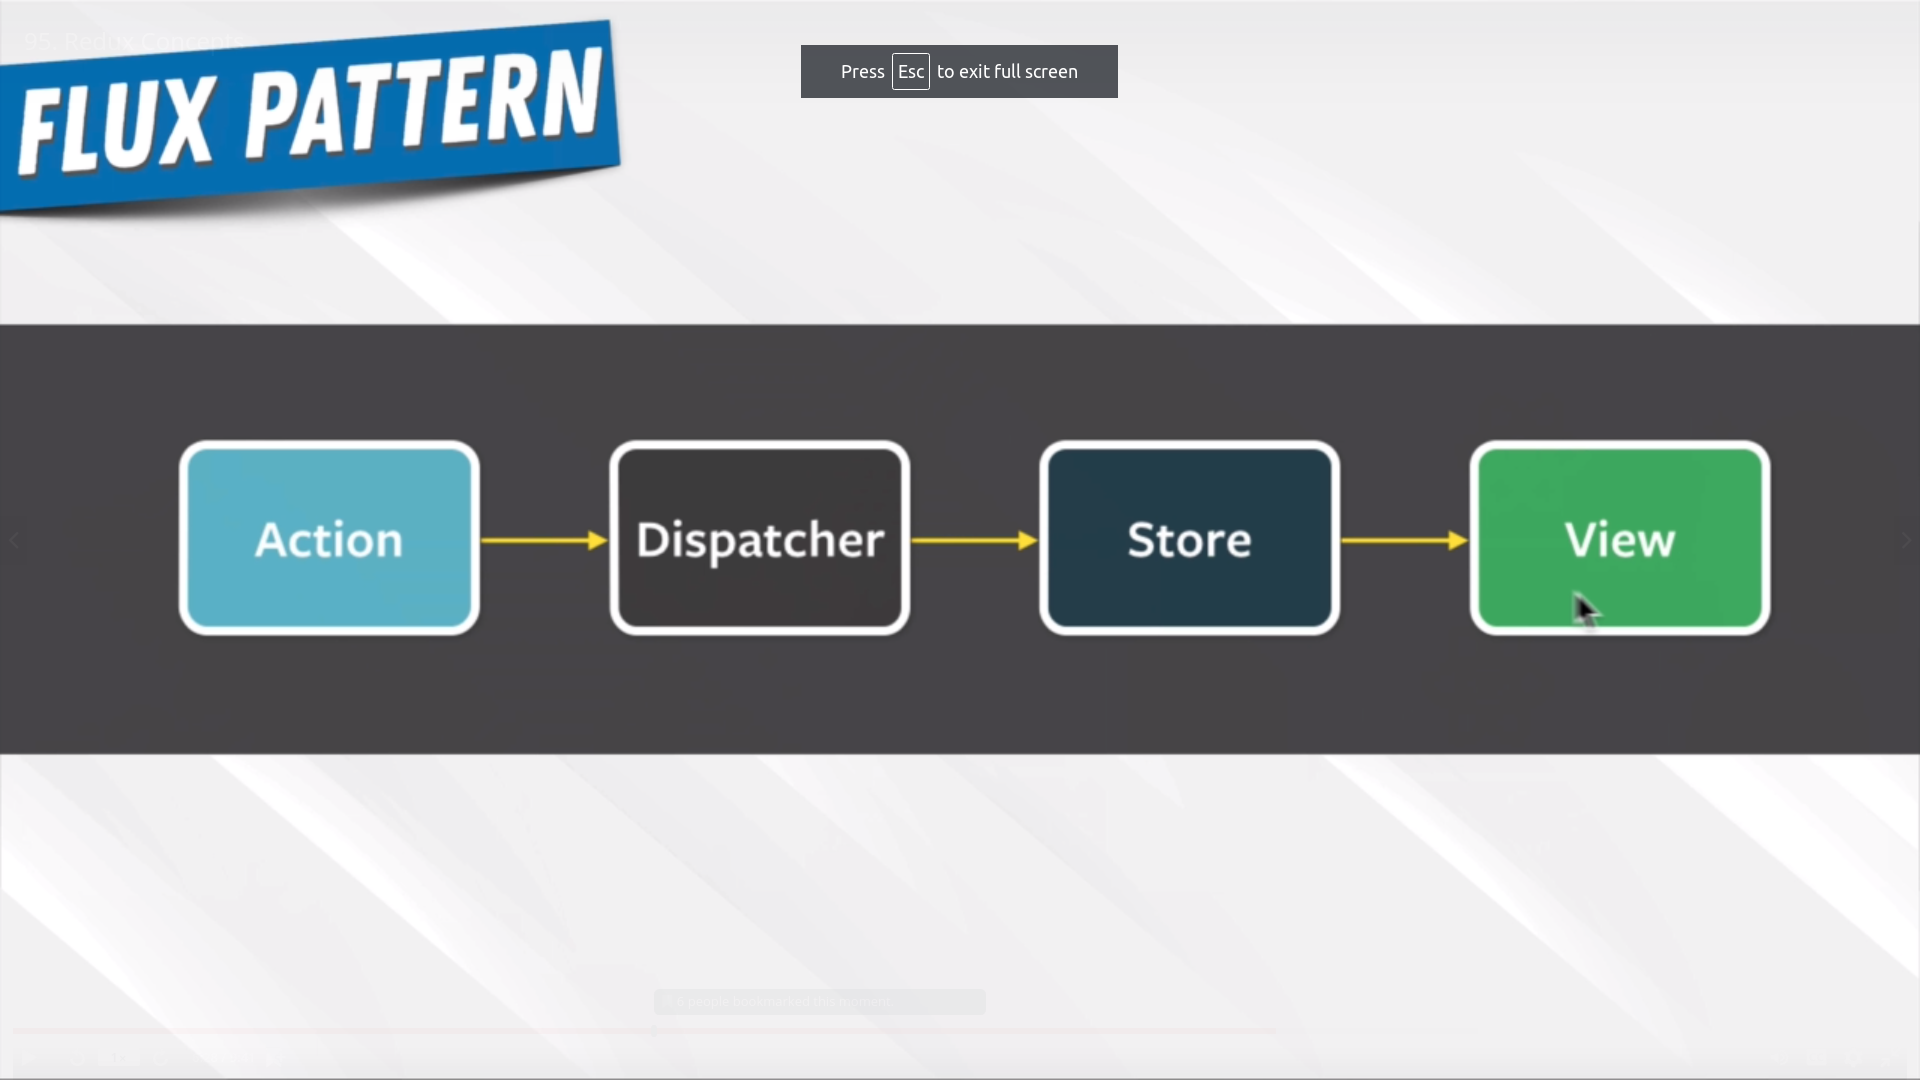 95. Redux Concepts
FLUX PATTERN
Press Esc to exit full screen
Action
Dispatcher
Store
View
people bookmarked this moment.